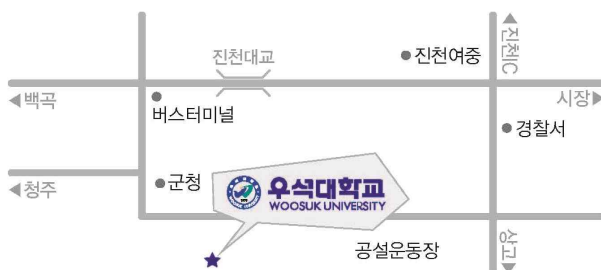 ◀진천IC
진천대교
진천여중
◀백곡
시장▶
버스터미널
경찰서
◀청주
군청
우석대학교
WOOSUK UNIVERSITY
공설운동장
상고▶